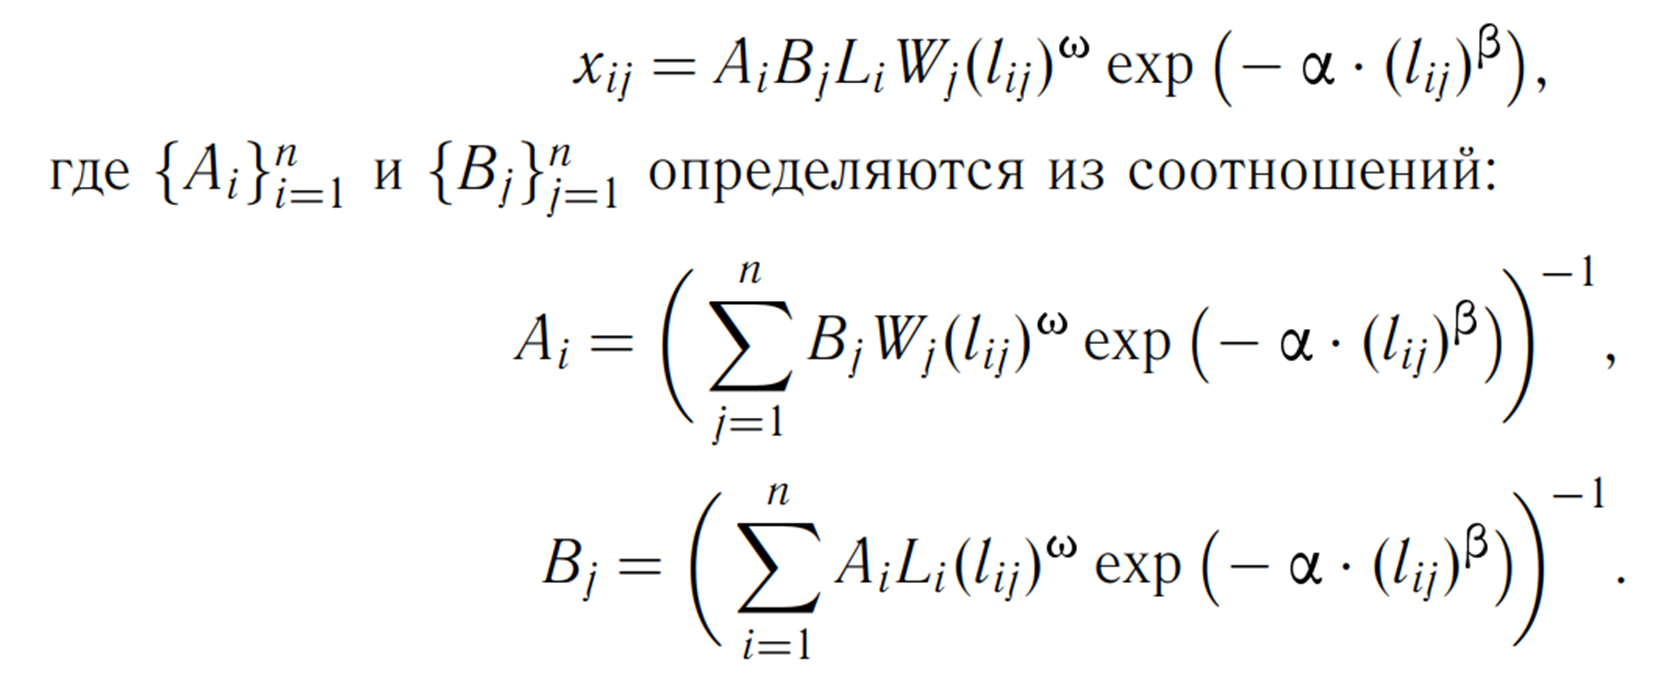 x_{ij} = A_i B_j L_i W_j (l_{ij})^ω exp (− α · (l_{ij})^β),
где {A_i}_{i=1}^n и {B_j}_{j=1}^n определяются из соотношений:
A_i = (∑_{j=1}^n B_j W_j (l_{ij})^ω exp (− α · (l_{ij})^β))^{−1},
B_j = (∑_{i=1}^n A_i L_i (l_{ij})^ω exp (− α · (l_{ij})^β))^{−1}.